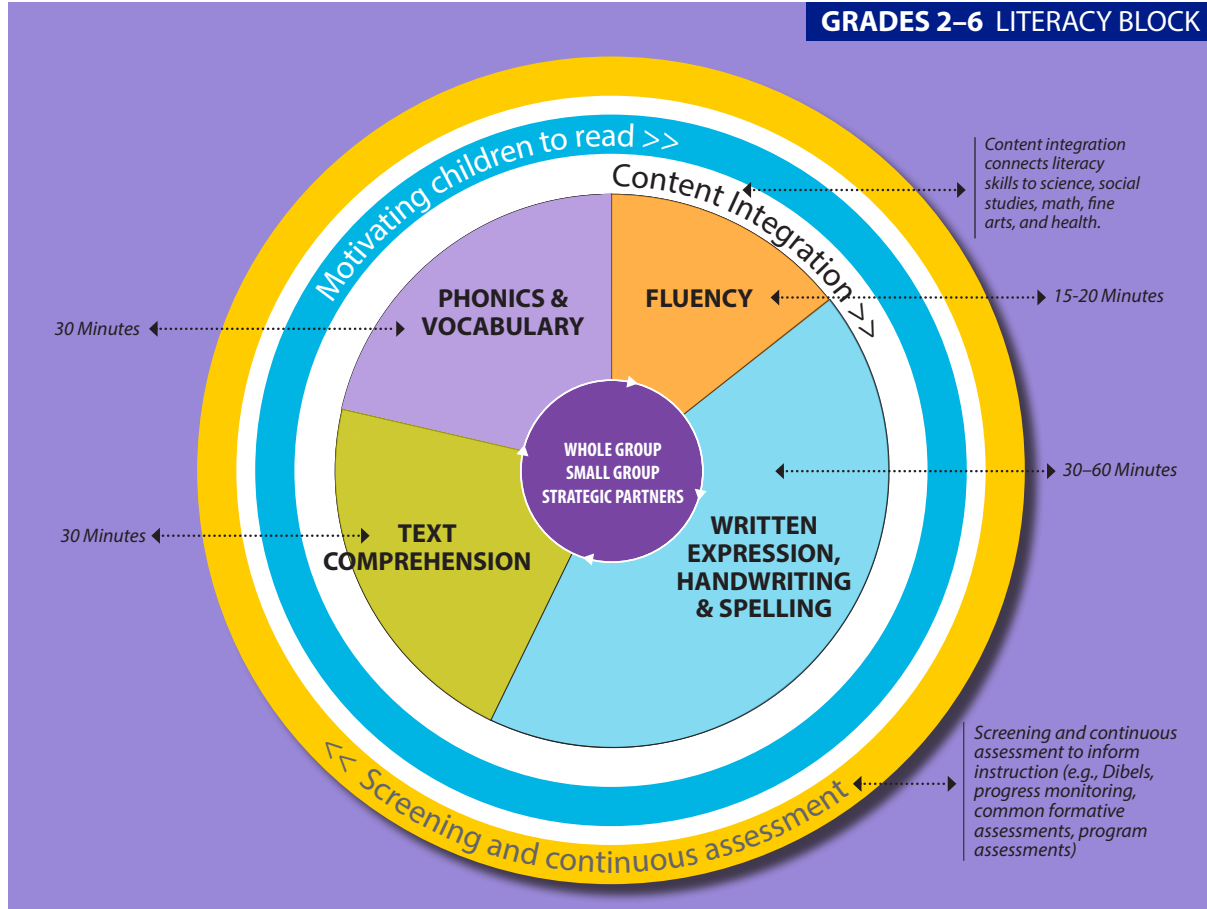 GRADES 2–6 LITERACY BLOCK
Motivating children to read >>
Content Integration >>
Content integration
connects literacy
skills to science, social
studies, math, fine
arts, and health.
PHONICS &
VOCABULARY
FLUENCY
15-20 Minutes
30 Minutes
WHOLE GROUP
SMALL GROUP
STRATEGIC PARTNERS
30–60 Minutes
30 Minutes
TEXT
COMPREHENSION
WRITTEN
EXPRESSION,
HANDWRITING
& SPELLING
<< Screening and continuous assessment
Screening and continuous
assessment to inform
instruction (e.g., Dibels,
progress monitoring,
common formative
assessments, program
assessments)